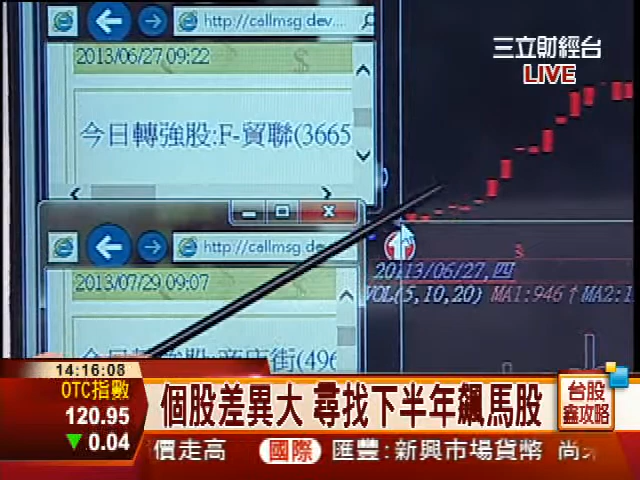 http://callmsg.dev...
三立財經台
LIVE
2013/06/27 09:22
今日轉強股:F-貿聯(3665
http://callmsg.de
2013/07/29 09:07
2013/06/27,四
VOL(5,10,20) MA1:946↑ MA2:1
14:16:08
OTC指數
120.95
▼0.04
個股差異大 尋找下半年飆馬股
台股
鑫攻略
價走高 國際 匯豐:新興市場貨幣 尚